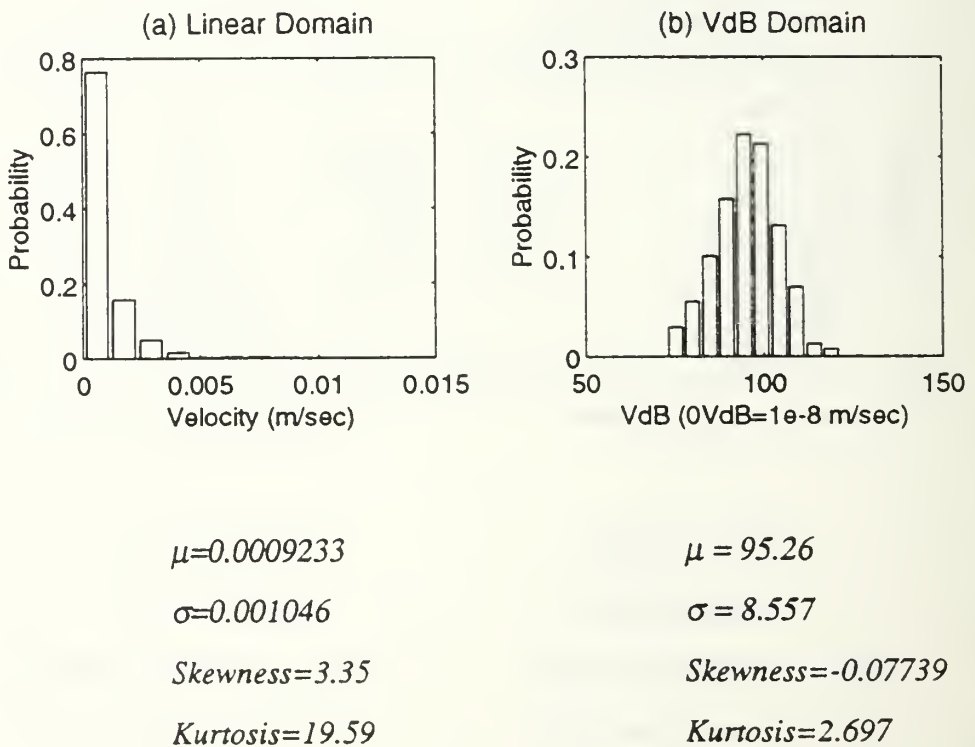 (a) Linear Domain
0.8
0.6
0.4
0.2
0
Probability
0
0.005
0.01
0.015
Velocity (m/sec)
μ=0.0009233
σ=0.001046
Skewness=3.35
Kurtosis=19.59
(b) VdB Domain
0.3
0.2
0.1
0
Probability
50
100
150
VdB (0VdB=1e-8 m/sec)
μ = 95.26
σ = 8.557
Skewness=-0.07739
Kurtosis=2.697